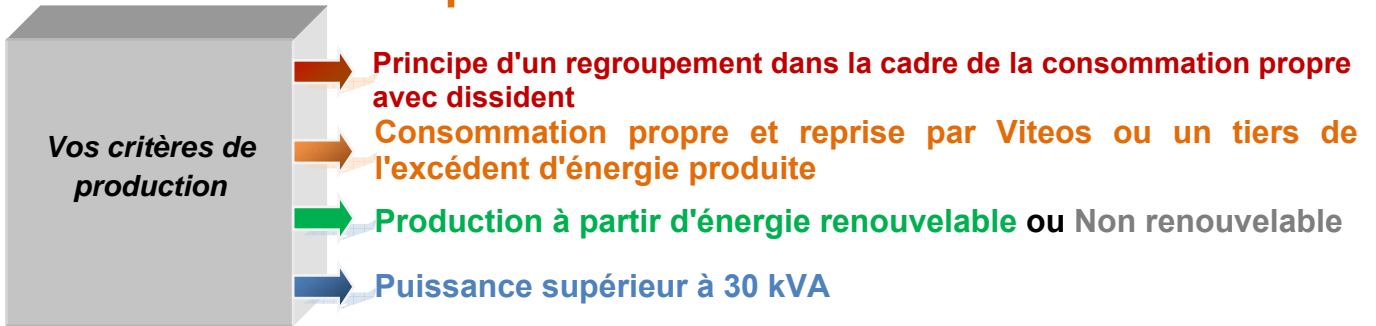 Vos critères de
production
Principe d'un regroupement dans la cadre de la consommation propre
avec dissident
Consommation propre et reprise par Viteos ou un tiers de
l'excédent d'énergie produite
Production à partir d'énergie renouvelable ou Non renouvelable
Puissance supérieur à 30 kVA